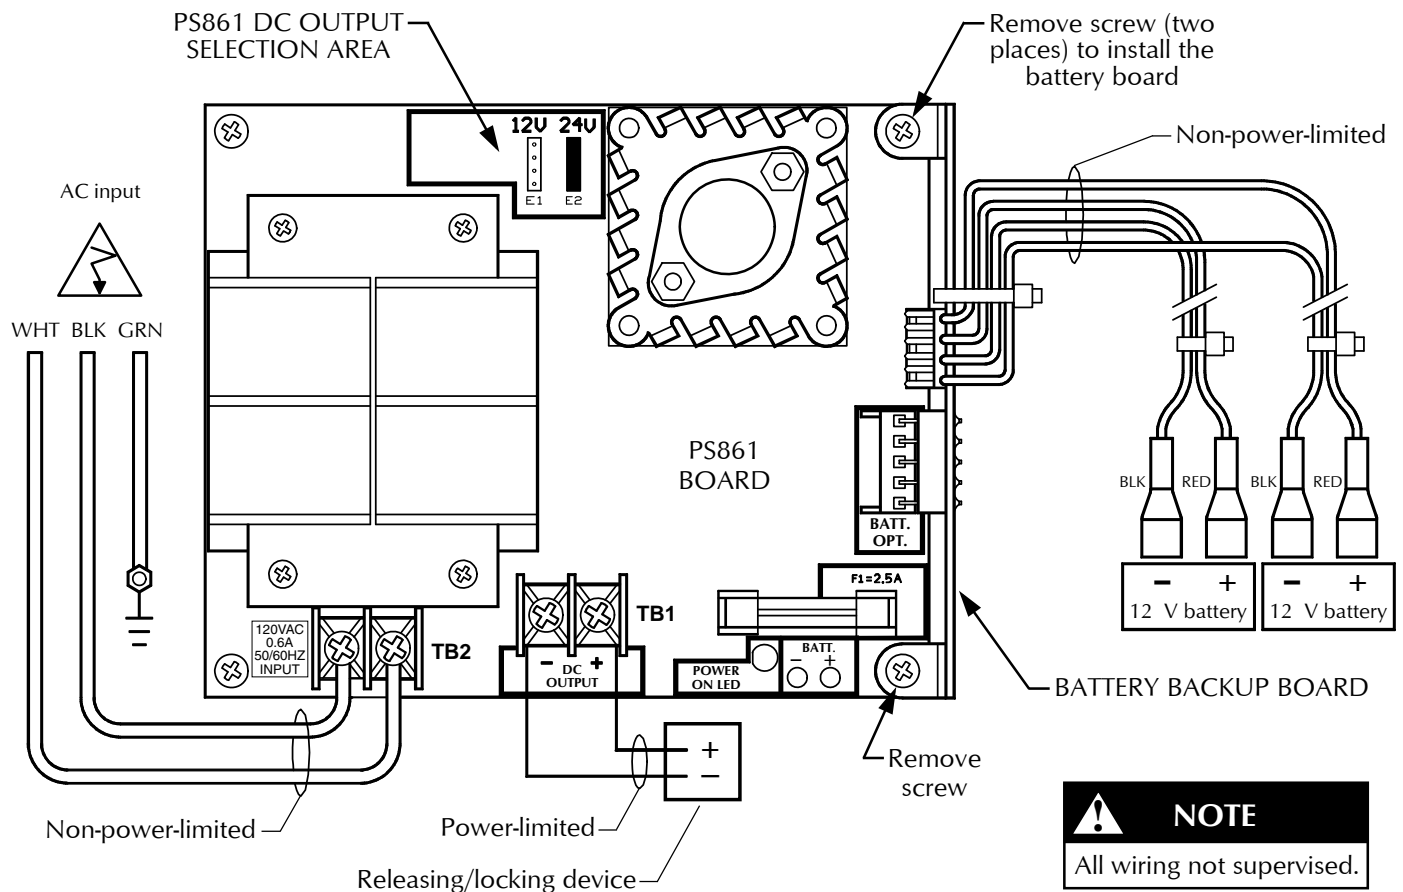 PS861 DC OUTPUT
SELECTION AREA
Remove screw (two
places) to install the
battery board
12V 24V
E1 E2
Non-power-limited
AC input
WHT BLK GRN
PS861
BOARD
BATT.
OPT.
BLK RED BLK RED
− + − +
12 V battery 12 V battery
F1=2.5A
120VAC
0.6A
50/60HZ
INPUT
TB2
TB1
− DC +
OUTPUT
POWER
ON LED
BATT.
− +
BATTERY BACKUP BOARD
+
−
Remove
screw
Non-power-limited
Power-limited
Releasing/locking device
! NOTE
All wiring not supervised.